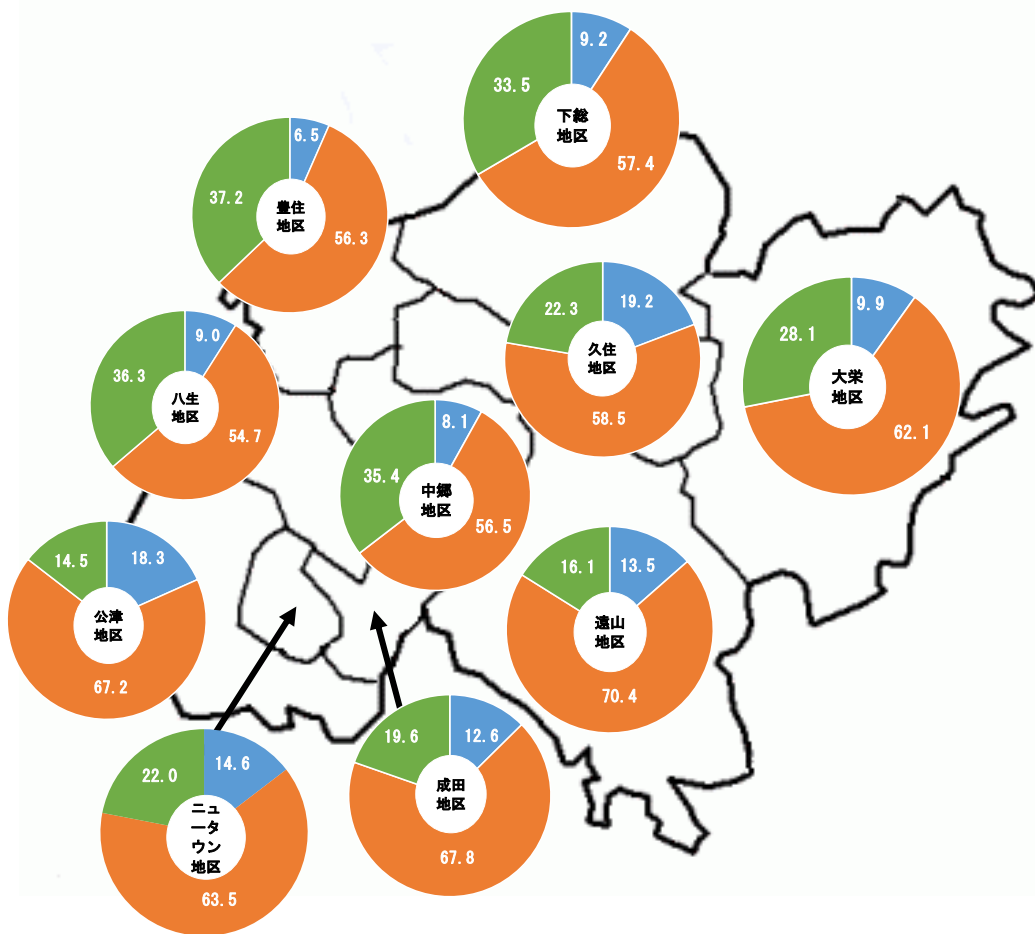 9.2
33.5
下総
地区
57.4
6.5
37.2
豊住
地区
56.3
19.2
22.3
久住
地区
58.5
9.9
28.1
大栄
地区
62.1
9.0
36.3
八生
地区
54.7
8.1
35.4
中郷
地区
56.5
18.3
14.5
公津
地区
67.2
13.5
16.1
遠山
地区
70.4
14.6
22.0
ニュ
ータ
ウン
地区
63.5
12.6
19.6
成田
地区
67.8